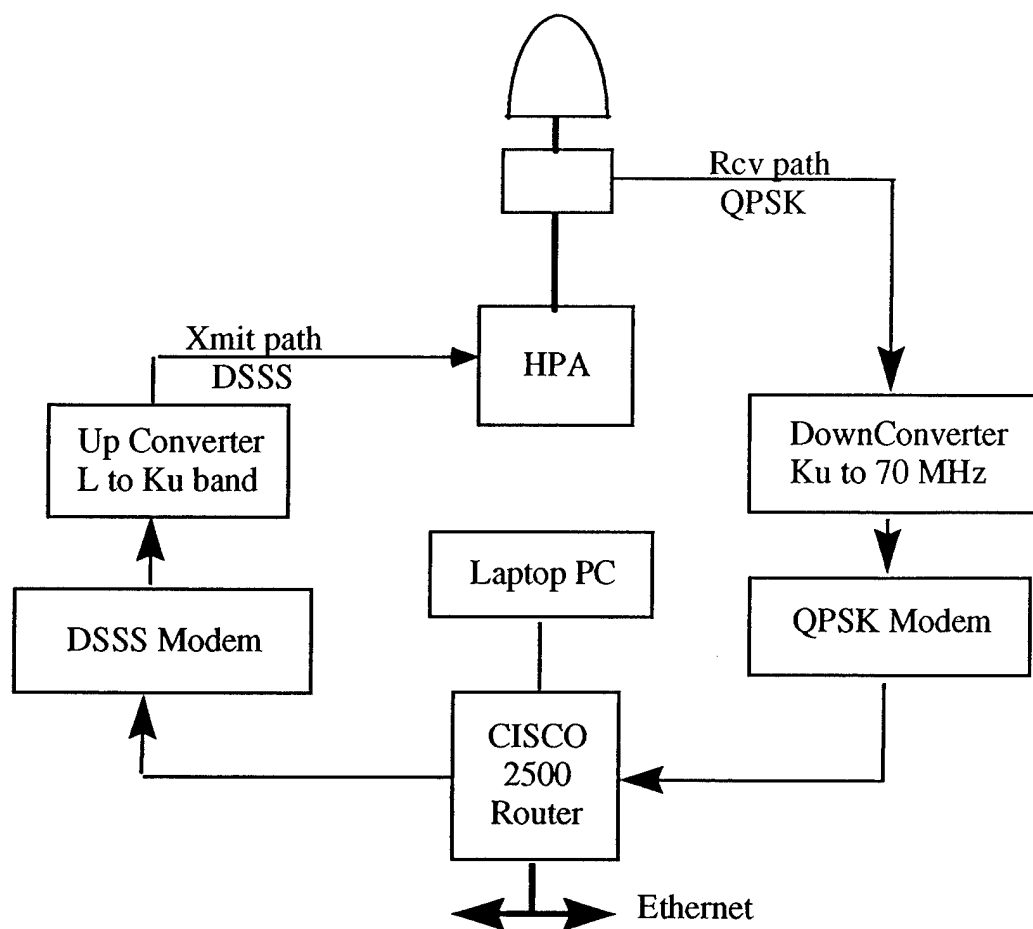 Rcv path
QPSK
Xmit path
DSSS
HPA
Up Converter
L to Ku band
DownConverter
Ku to 70 MHz
Laptop PC
DSSS Modem
QPSK Modem
CISCO
2500
Router
Ethernet